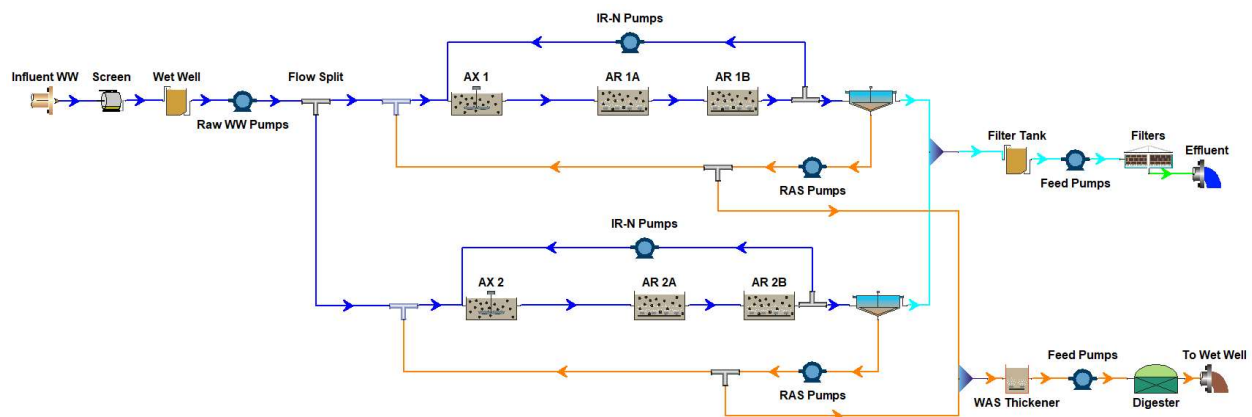 IR-N Pumps
Influent WW
Screen
Wet Well
Flow Split
AX 1
AR 1A
AR 1B
Raw WW Pumps
Filter Tank
Filters
Effluent
Feed Pumps
RAS Pumps
IR-N Pumps
AX 2
AR 2A
AR 2B
RAS Pumps
Feed Pumps
To Wet Well
WAS Thickener
Digester